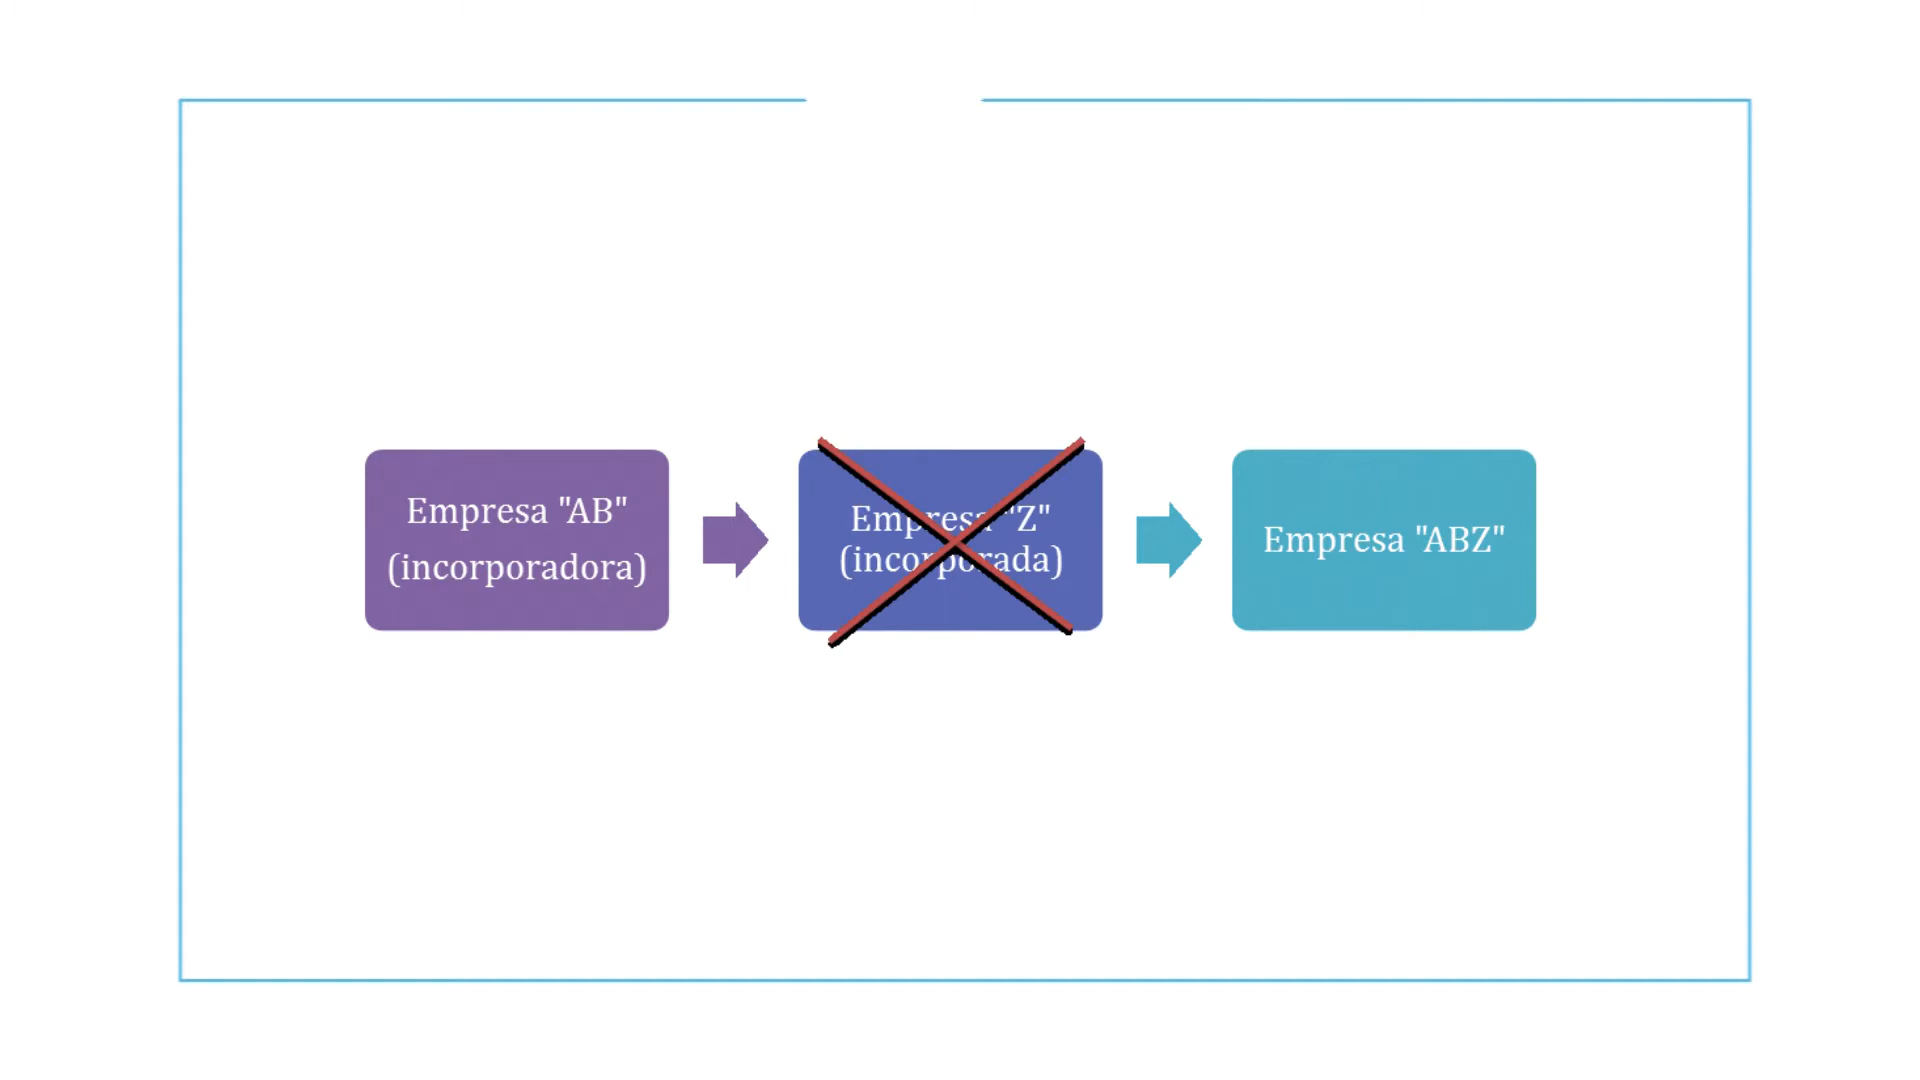 Empresa "AB"
(incorporadora)
Empresa "Z"
(incorporada)
Empresa "ABZ"